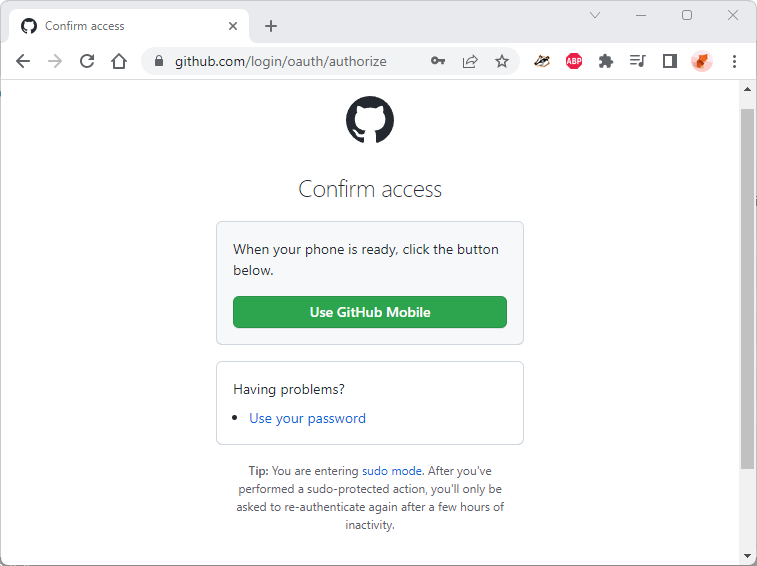 Confirm access
github.com/login/oauth/authorize
ABP
Confirm access
When your phone is ready, click the button
below.
Use GitHub Mobile
Having problems?
Use your password
Tip: You are entering sudo mode. After you've
performed a sudo-protected action, you'll only be
asked to re-authenticate again after a few hours of
inactivity.